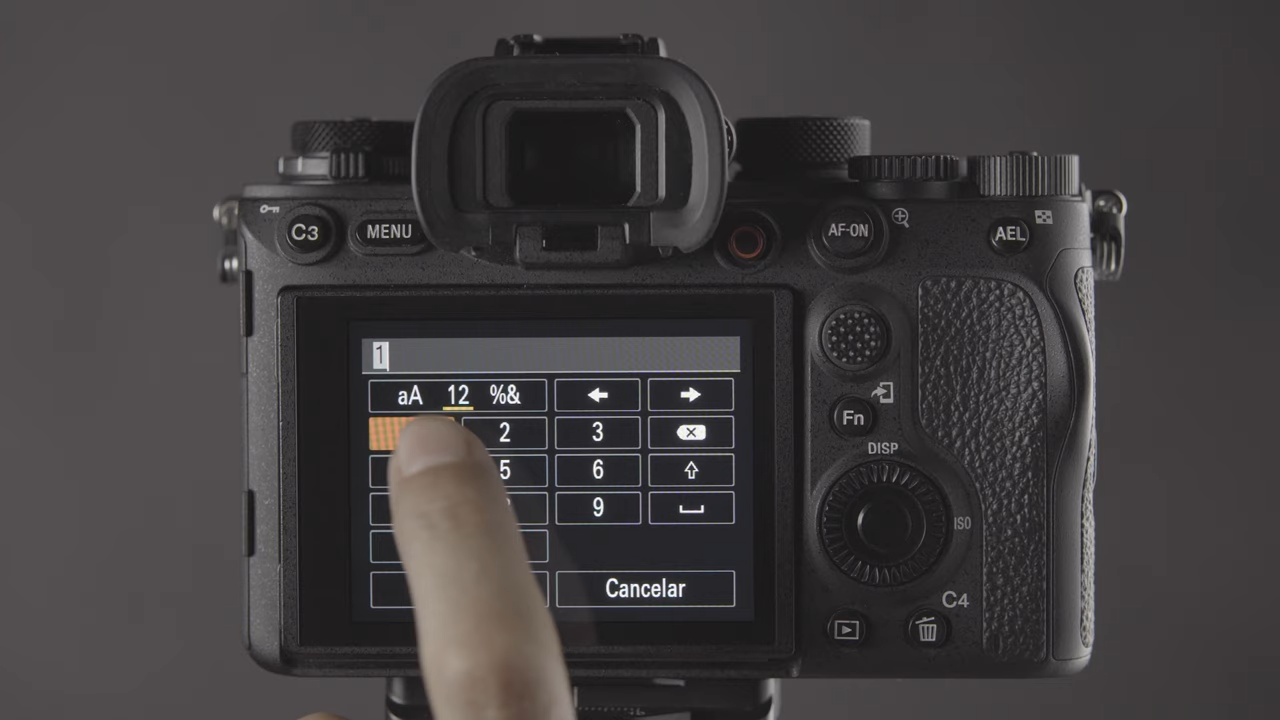 C3 MENU AF-ON AEL
1
aA 12 %&
2 3
5 6
9
Cancelar
Fn
DISP
ISO
C4